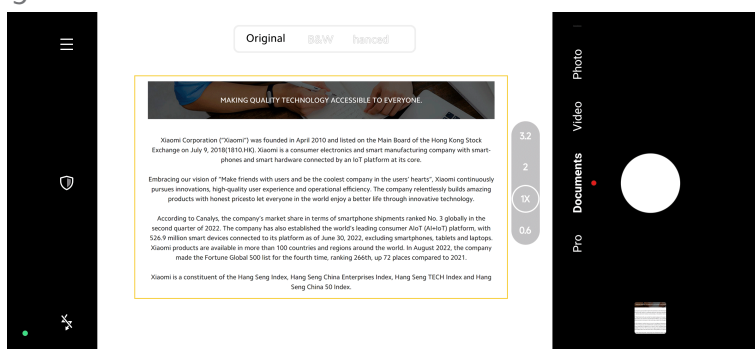 Original B&W hanced
MAKING QUALITY TECHNOLOGY ACCESSIBLE TO EVERYONE.
Xiaomi Corporation ("Xiaomi") was founded in April 2010 and listed on the Main Board of the Hong Kong Stock
Exchange on July 9, 2018(1810.HK). Xiaomi is a consumer electronics and smart manufacturing company with smart-
phones and smart hardware connected by an IoT platform at its core.
Embracing our vision of "Make friends with users and be the coolest company in the users' hearts", Xiaomi continuously
pursues innovations, high-quality user experience and operational efficiency. The company relentlessly builds amazing
products with honest pricesto let everyone in the world enjoy a better life through innovative technology.
According to Canalys, the company's market share in terms of smartphone shipments ranked No. 3 globally in the
second quarter of 2022. The company has also established the world's leading consumer AIoT (AI+IoT) platform, with
526.9 million smart devices connected to its platform as of June 30, 2022, excluding smartphones, tablets and laptops.
Xiaomi products are available in more than 100 countries and regions around the world. In August 2022, the company
made the Fortune Global 500 list for the fourth time, ranking 266th, up 72 places compared to 2021.
Xiaomi is a constituent of the Hang Seng Index, Hang Seng China Enterprises Index, Hang Seng TECH Index and Hang
Seng China 50 Index.
3.2
2
1X
0.6
Photo
Video
Documents
Pro